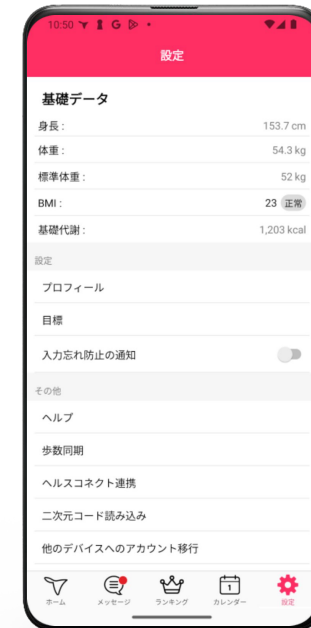 10:50
設定
基礎データ
身長 : 153.7 cm
体重 : 54.3 kg
標準体重 : 52 kg
BMI : 23 正常
基礎代謝 : 1,203 kcal
設定
プロフィール
目標
入力忘れ防止の通知
その他
ヘルプ
歩数同期
ヘルスコネクト連携
二次元コード読み込み
他のデバイスへのアカウント移行
ホーム メッセージ ランキング カレンダー 設定